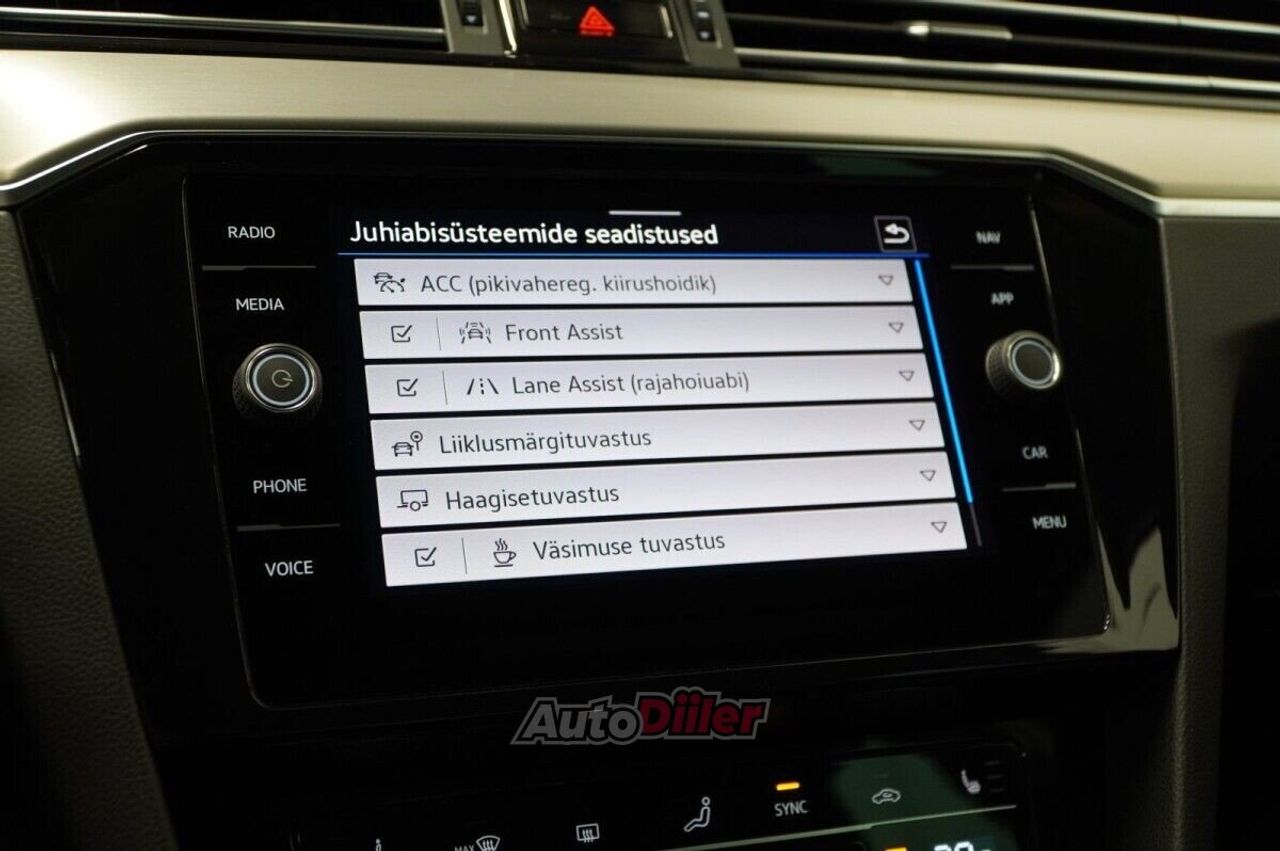 RADIO
MEDIA
PHONE
VOICE
Juhiabisüsteemide seadistused
ACC (pikivahereg. kiirushoidik)
Front Assist
Lane Assist (rajahoiuabi)
Liiklusmärgituvastus
Haagisetuvastus
Väsimuse tuvastus
NAV
APP
CAR
MENU
AutoDiiler
MAX
SYNC